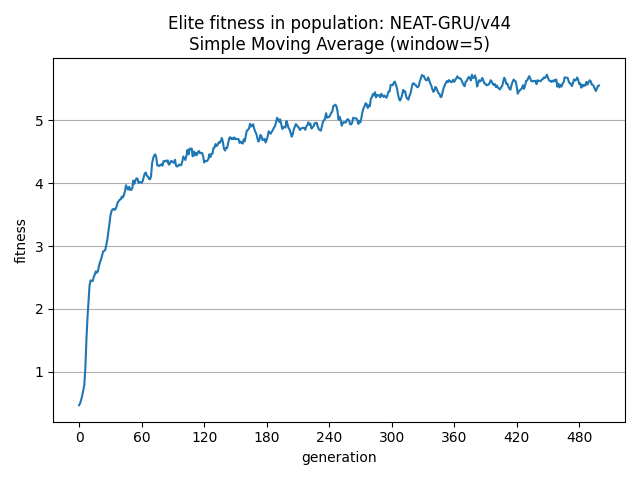 Elite fitness in population: NEAT-GRU/v44
Simple Moving Average (window=5)
fitness
5
4
3
2
1
0 60 120 180 240 300 360 420 480
generation